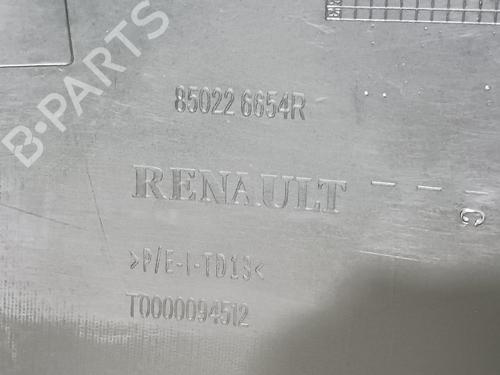 B-PARTS
85022 6654R
RENAULT
C
>P/E-I-TD13<
T0000094512